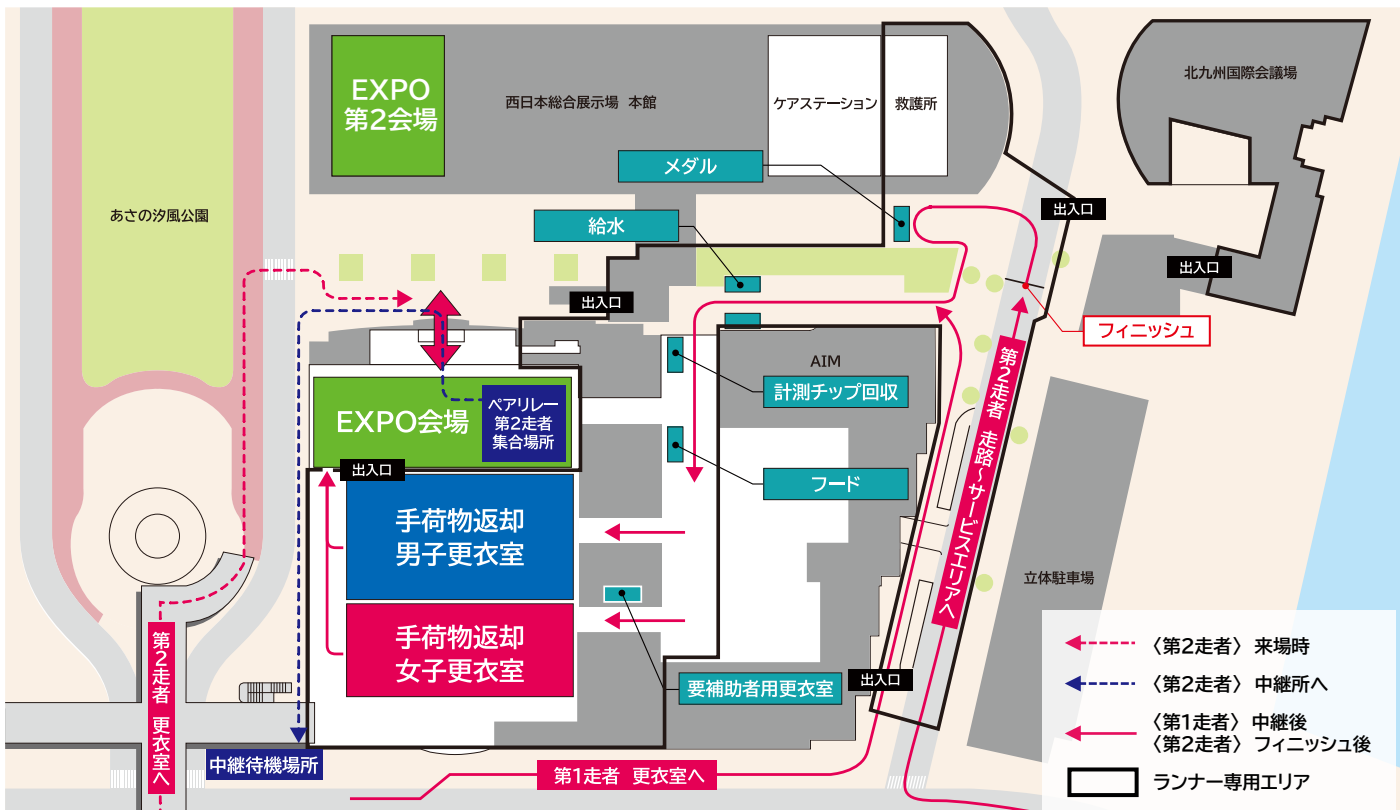 EXPO
第2会場
西日本総合展示場 本館
ケアステーション
救護所
北九州国際会議場
メダル
給水
あさの汐風公園
出入口
出入口
出入口
フィニッシュ
AIM
計測チップ回収
EXPO会場
ペアリレー
第2走者
集合場所
出入口
フード
手荷物返却
男子更衣室
手荷物返却
女子更衣室
要補助者用更衣室
出入口
第2走者 走路～サービスエリアへ
立体駐車場
第2走者 更衣室へ
中継待機場所
第1走者 更衣室へ
〈第2走者〉 来場時
〈第2走者〉 中継所へ
〈第1走者〉 中継後
〈第2走者〉 フィニッシュ後
ランナー専用エリア